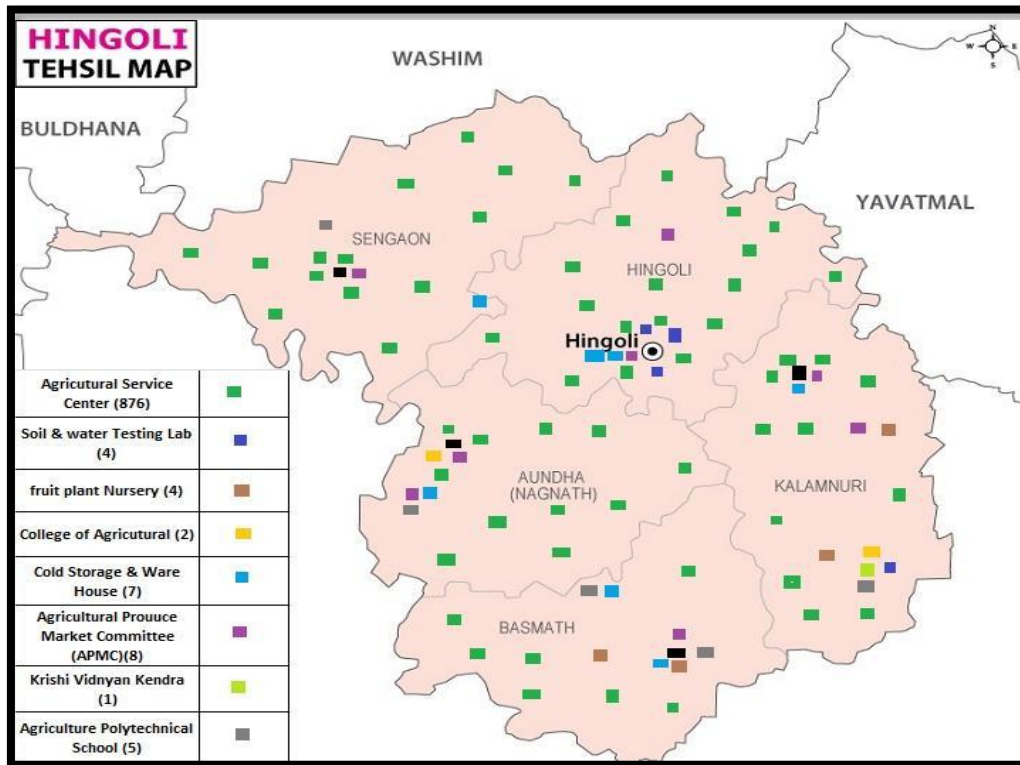 HINGOLI
TEHSIL MAP
WASHIM
N
W E
S
BULDHANA
YAVATMAL
SENGAON
HINGOLI
Hingoli
AUNDHA
(NAGNATH)
KALAMNURI
BASMATH
Agricutural Service
Center (876)
Soil & water Testing Lab
(4)
fruit plant Nursery (4)
College of Agricutural (2)
Cold Storage & Ware
House (7)
Agricultural Prouuce
Market Committee
(APMC)(8)
Krishi Vidnyan Kendra
(1)
Agriculture Polytechnical
School (5)